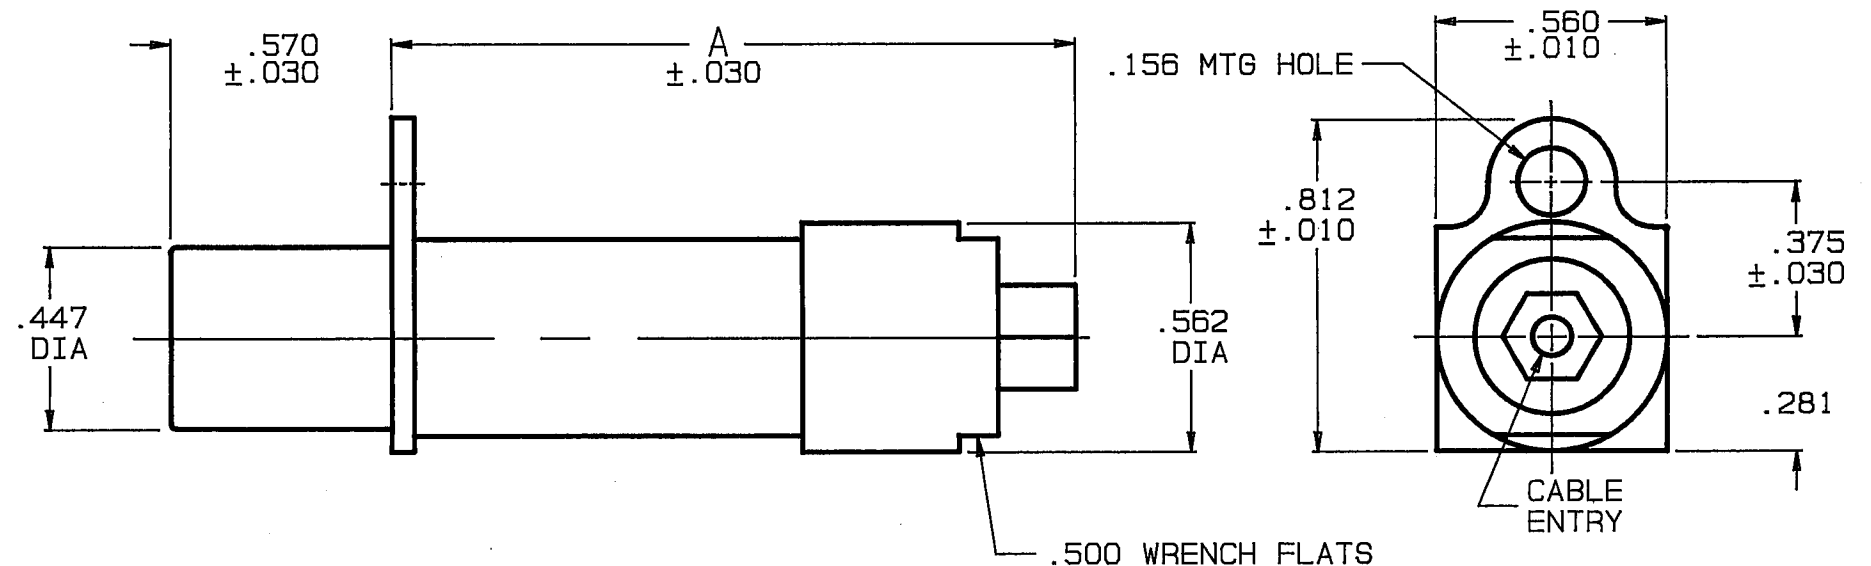 .570
±.030
A
±.030
.560
±.010
.156 MTG HOLE
.812
±.010
.375
±.030
.447
DIA
.562
DIA
.281
CABLE
ENTRY
.500 WRENCH FLATS